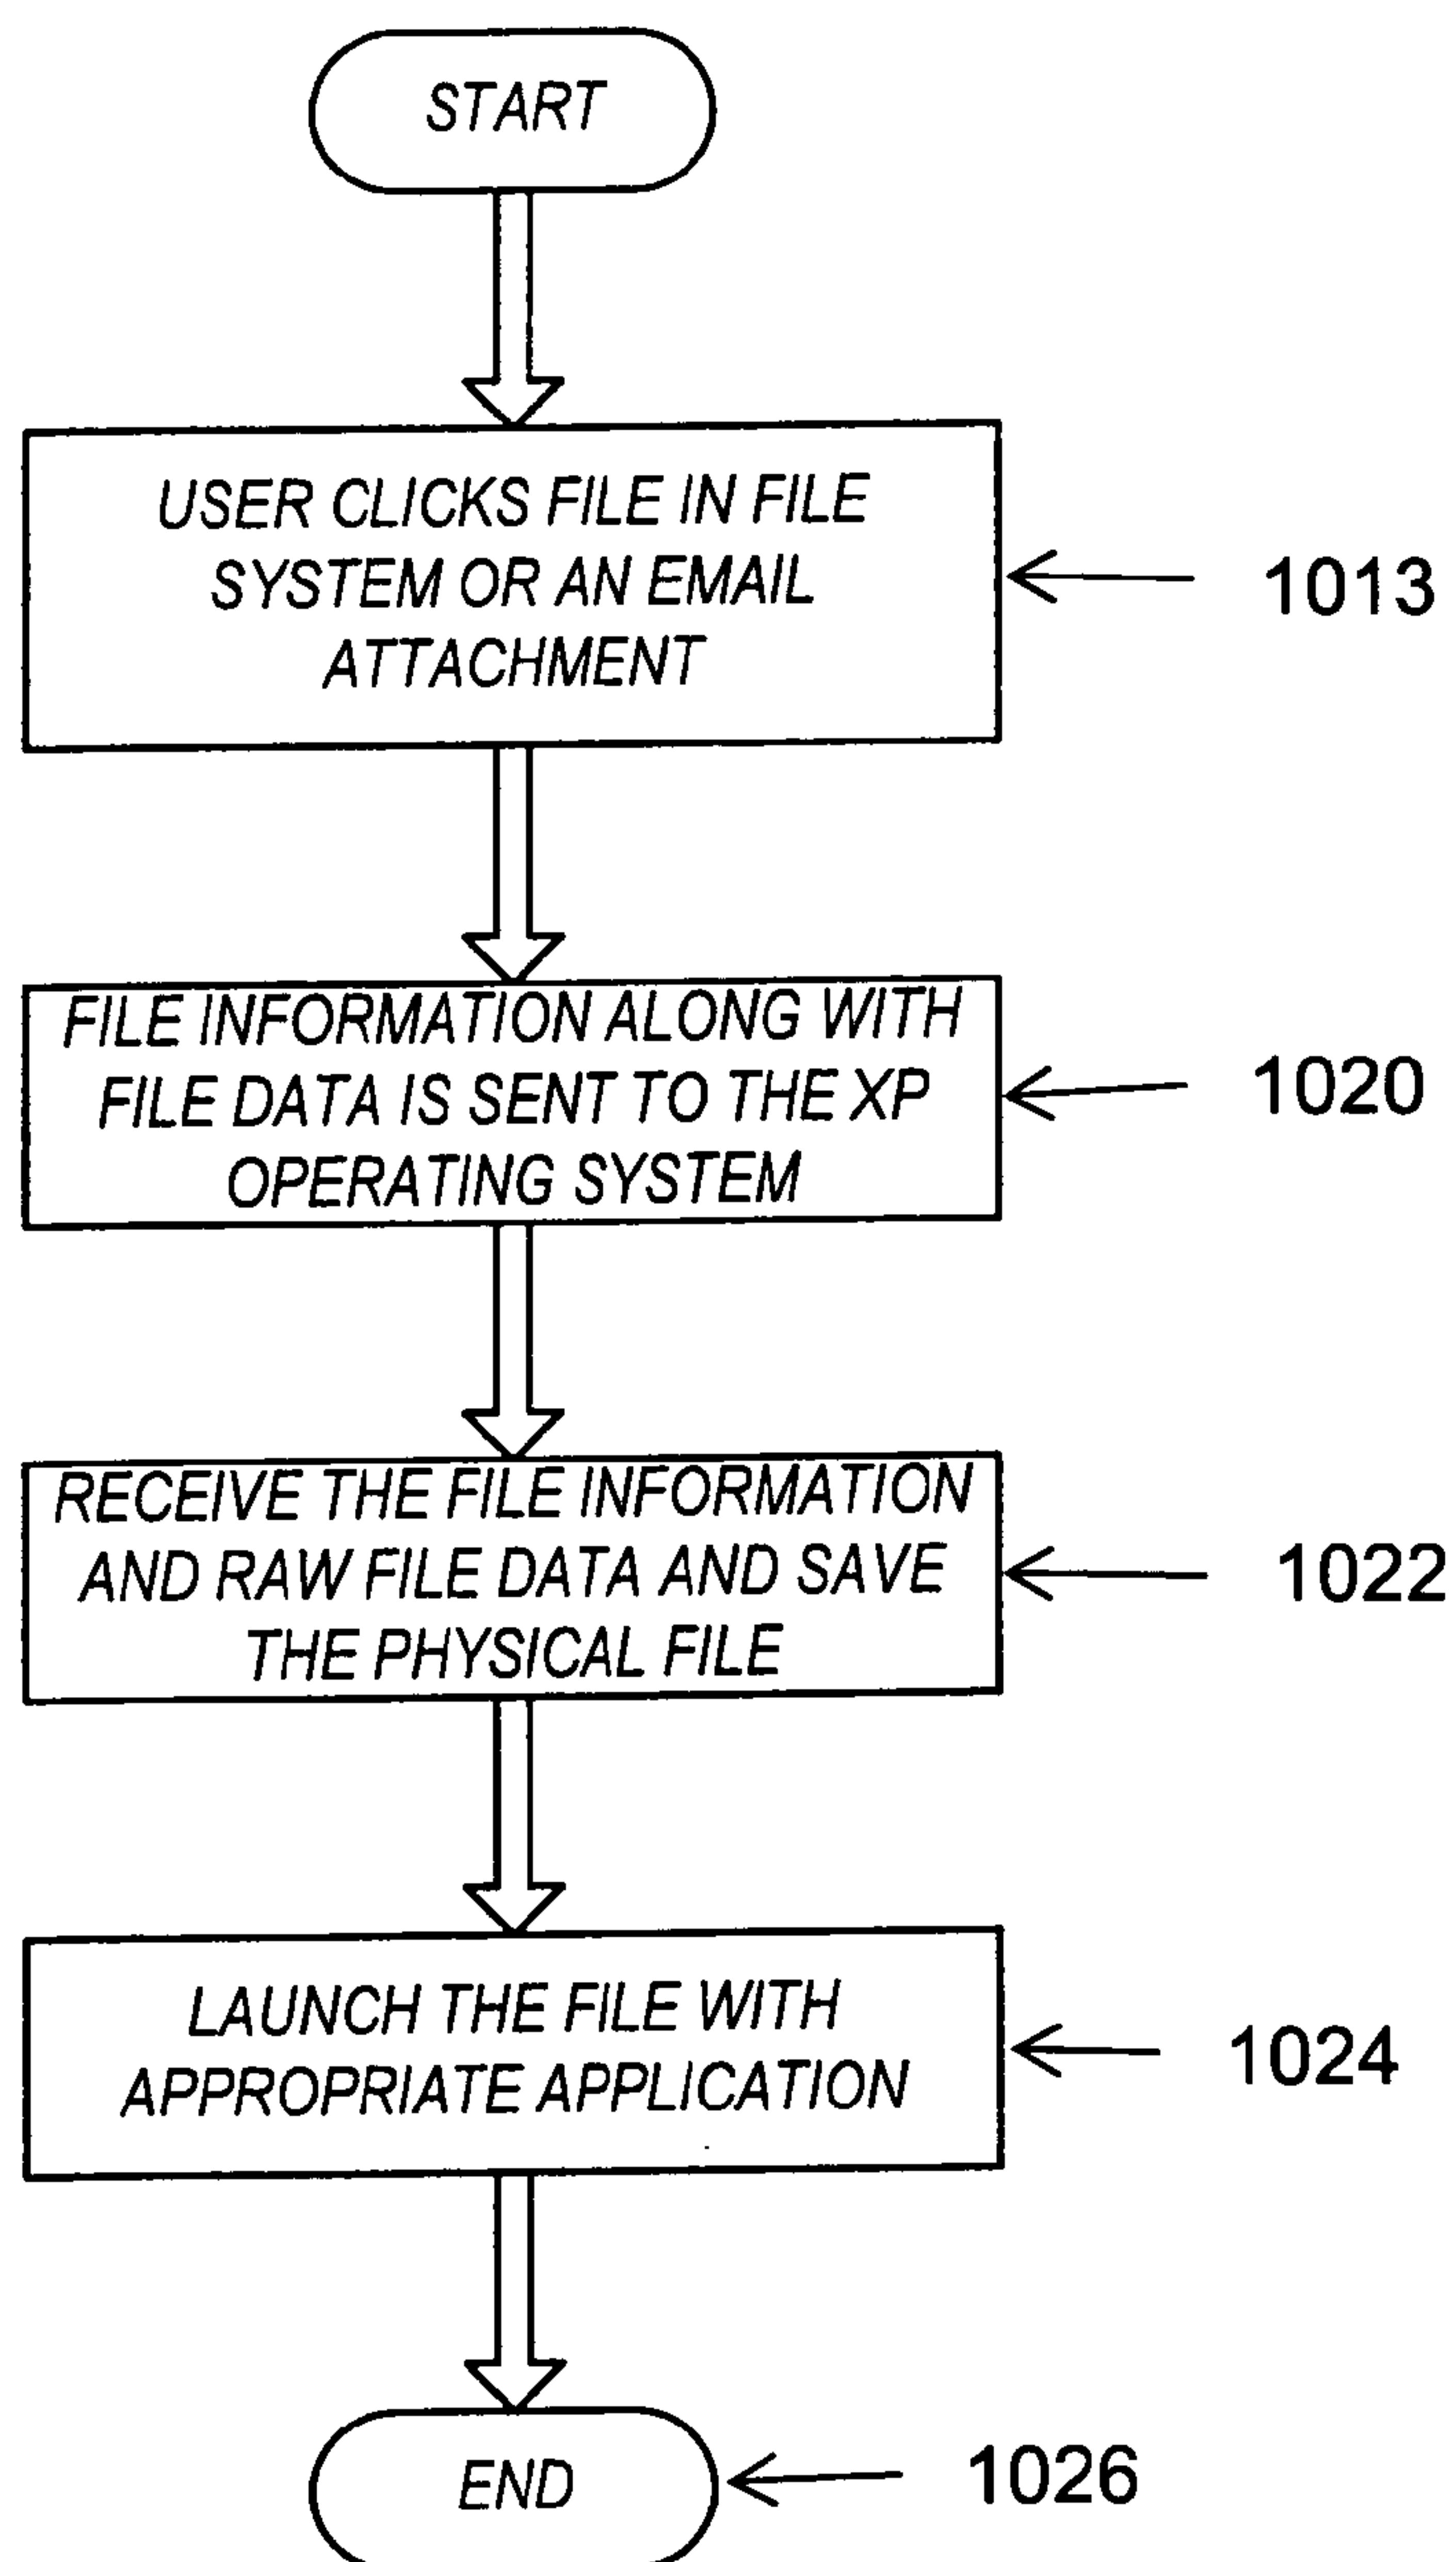 START
USER CLICKS FILE IN FILE
SYSTEM OR AN EMAIL
ATTACHMENT
1013
FILE INFORMATION ALONG WITH
FILE DATA IS SENT TO THE XP
OPERATING SYSTEM
1020
RECEIVE THE FILE INFORMATION
AND RAW FILE DATA AND SAVE
THE PHYSICAL FILE
1022
LAUNCH THE FILE WITH
APPROPRIATE APPLICATION
1024
END
1026